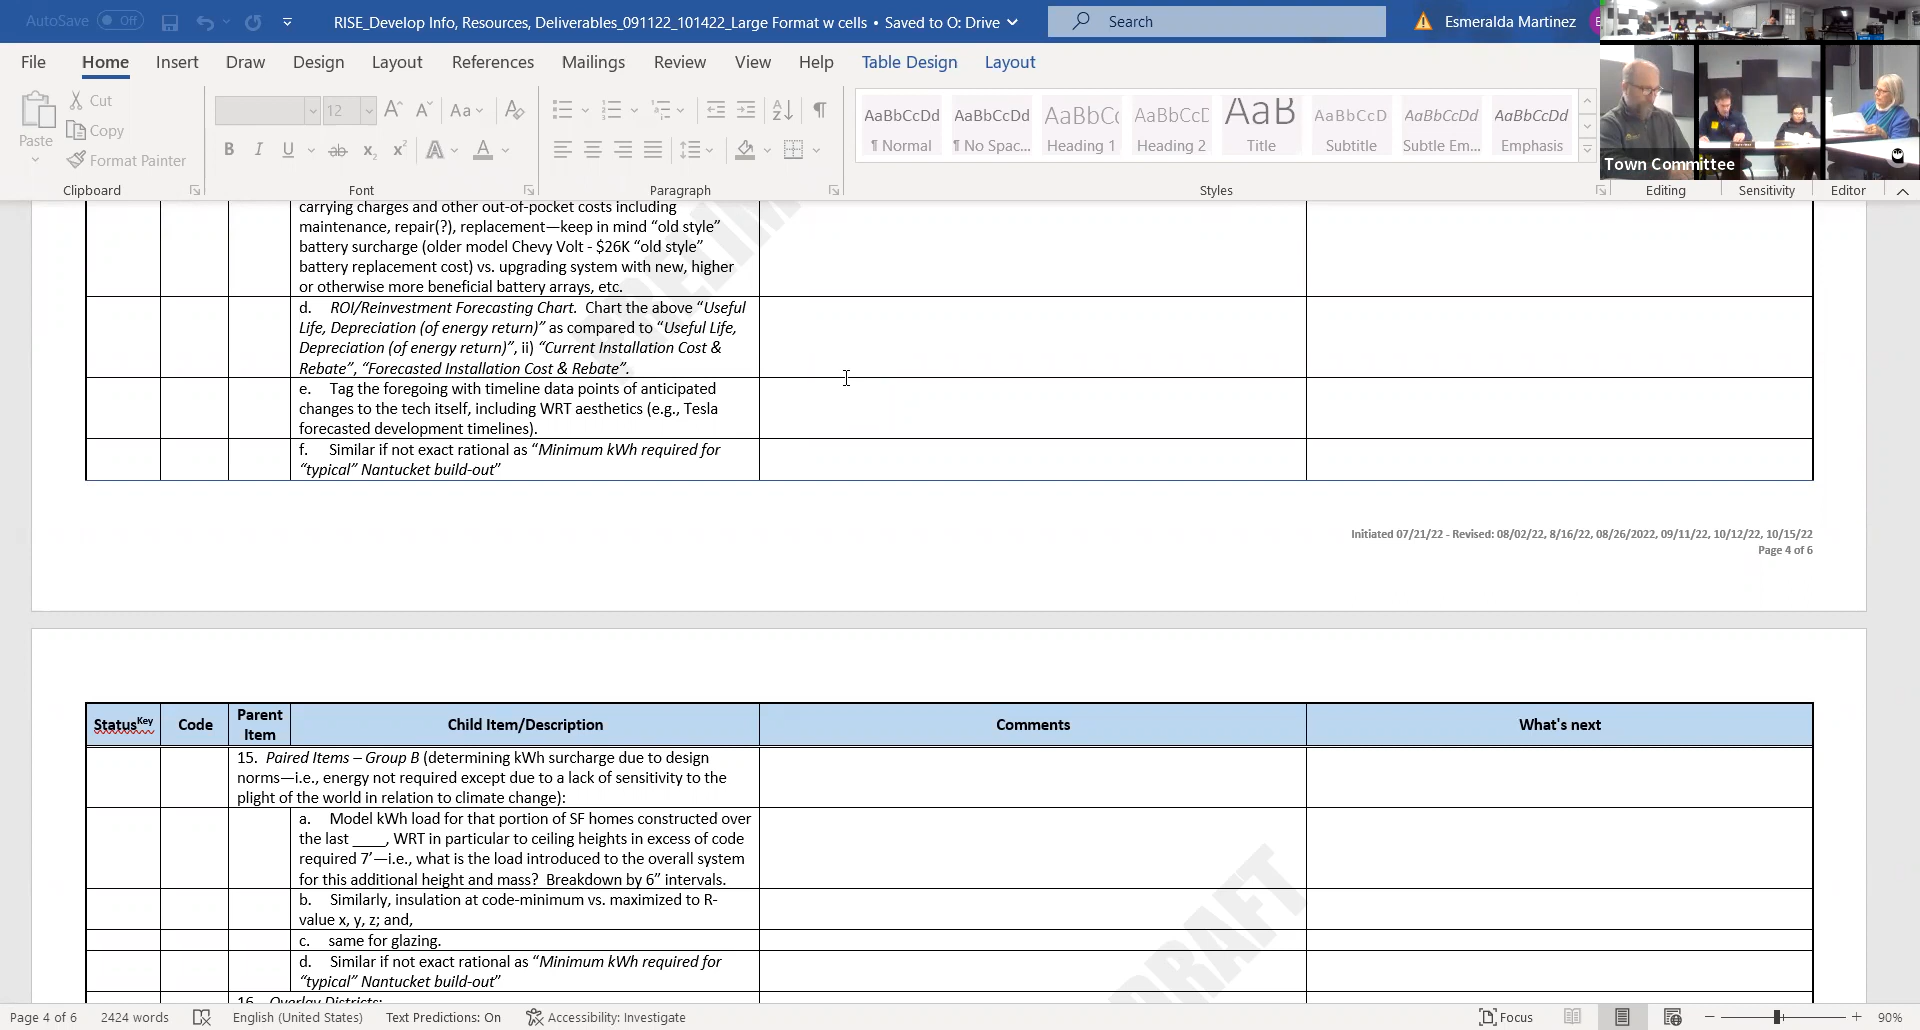 AutoSave Off RISE_Develop Info, Resources, Deliverables_091122_101422_Large Format w cells • Saved to O: Drive Search Esmeralda Martinez
File Home Insert Draw Design Layout References Mailings Review View Help Table Design Layout
Paste Cut
Copy
Format Painter
12 Aa
B I U ab x₂ x² A A
AaBbCcDd AaBbCcDd AaBbCc AaBbCcD AaB AaBbCcD AaBbCcDd AaBbCcDd
¶ Normal ¶ No Spac... Heading 1 Heading 2 Title Subtitle Subtle Em... Emphasis
Town Committee
Clipboard Font Paragraph Styles Editing Sensitivity Editor
carrying charges and other out-of-pocket costs including
maintenance, repair(?), replacement—keep in mind “old style”
battery surcharge (older model Chevy Volt - $26K “old style”
battery replacement cost) vs. upgrading system with new, higher
or otherwise more beneficial battery arrays, etc.
d. ROI/Reinvestment Forecasting Chart. Chart the above “Useful
Life, Depreciation (of energy return)” as compared to “Useful Life,
Depreciation (of energy return)”, ii) “Current Installation Cost &
Rebate”, “Forecasted Installation Cost & Rebate”.
e. Tag the foregoing with timeline data points of anticipated
changes to the tech itself, including WRT aesthetics (e.g., Tesla
forecasted development timelines).
f. Similar if not exact rational as “Minimum kWh required for
“typical” Nantucket build-out”
Initiated 07/21/22 - Revised: 08/02/22, 8/16/22, 08/26/2022, 09/11/22, 10/12/22, 10/15/22
Page 4 of 6
StatusKey Code Parent Item Child Item/Description Comments What's next
15. Paired Items – Group B (determining kWh surcharge due to design
norms—i.e., energy not required except due to a lack of sensitivity to the
plight of the world in relation to climate change):
a. Model kWh load for that portion of SF homes constructed over
the last ____, WRT in particular to ceiling heights in excess of code
required 7’—i.e., what is the load introduced to the overall system
for this additional height and mass? Breakdown by 6” intervals.
b. Similarly, insulation at code-minimum vs. maximized to R-
value x, y, z; and,
c. same for glazing.
d. Similar if not exact rational as “Minimum kWh required for
“typical” Nantucket build-out”
DRAFT
16. Overlay Districts:
Page 4 of 6 2424 words English (United States) Text Predictions: On Accessibility: Investigate Focus 90%